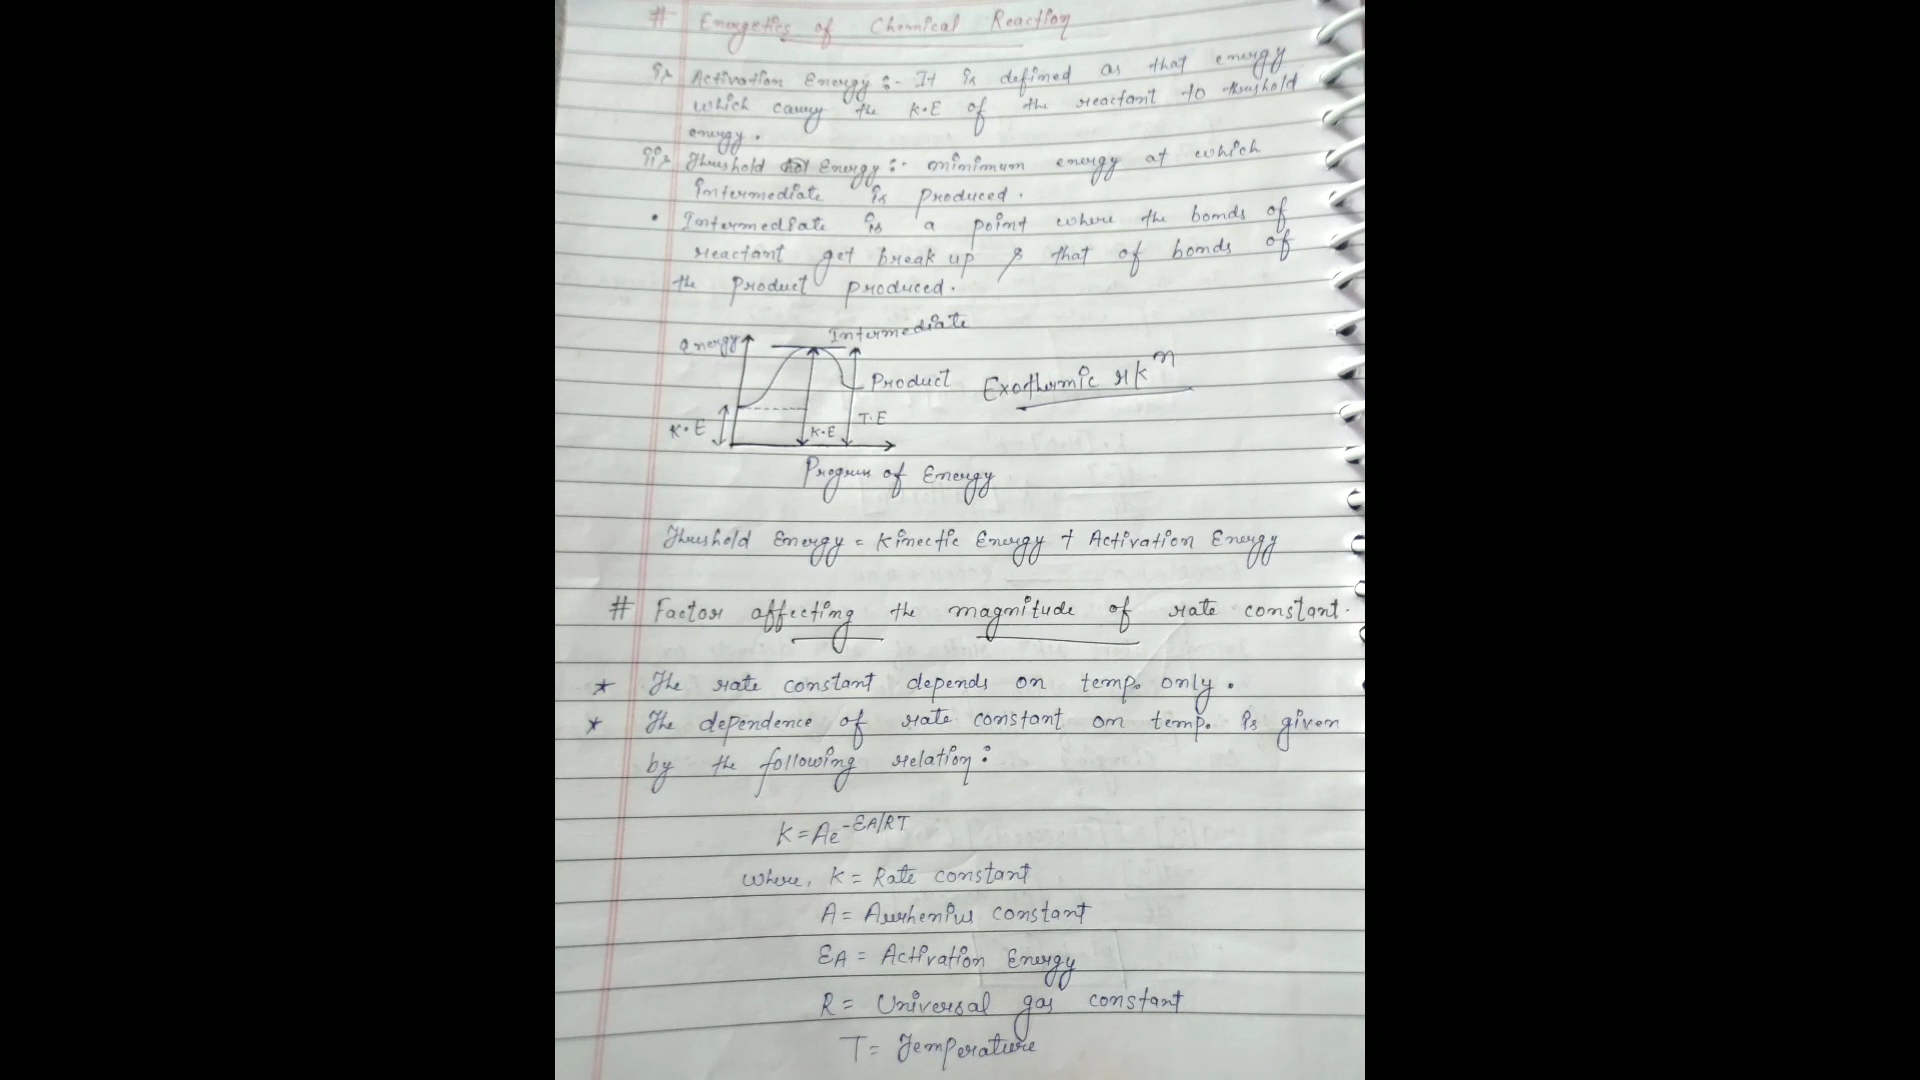 # Energetics of Chemical Reaction
i, Activation Energy :- It is defined as that energy
which carry the K.E of the reactant to threshold
energy.
ii, Threshold Energy :- minimum energy at which
intermediate is produced.
• Intermediate is a point where the bonds of
reactant get break up & that of bonds of
the product produced.
Intermediate
energy
Product
Exothermic rkⁿ
K.E
K.E
T.E
Progress of Energy
Threshold Energy = Kinectic Energy + Activation Energy
# Factor affecting the magnitude of rate constant.
* The rate constant depends on temp. only.
* The dependence of rate constant on temp. is given
by the following relation:
K = Ae^-EA/RT
where, K = Rate constant
A = Arrhenius constant
EA = Activation Energy
R = Universal gas constant
T = Temperature